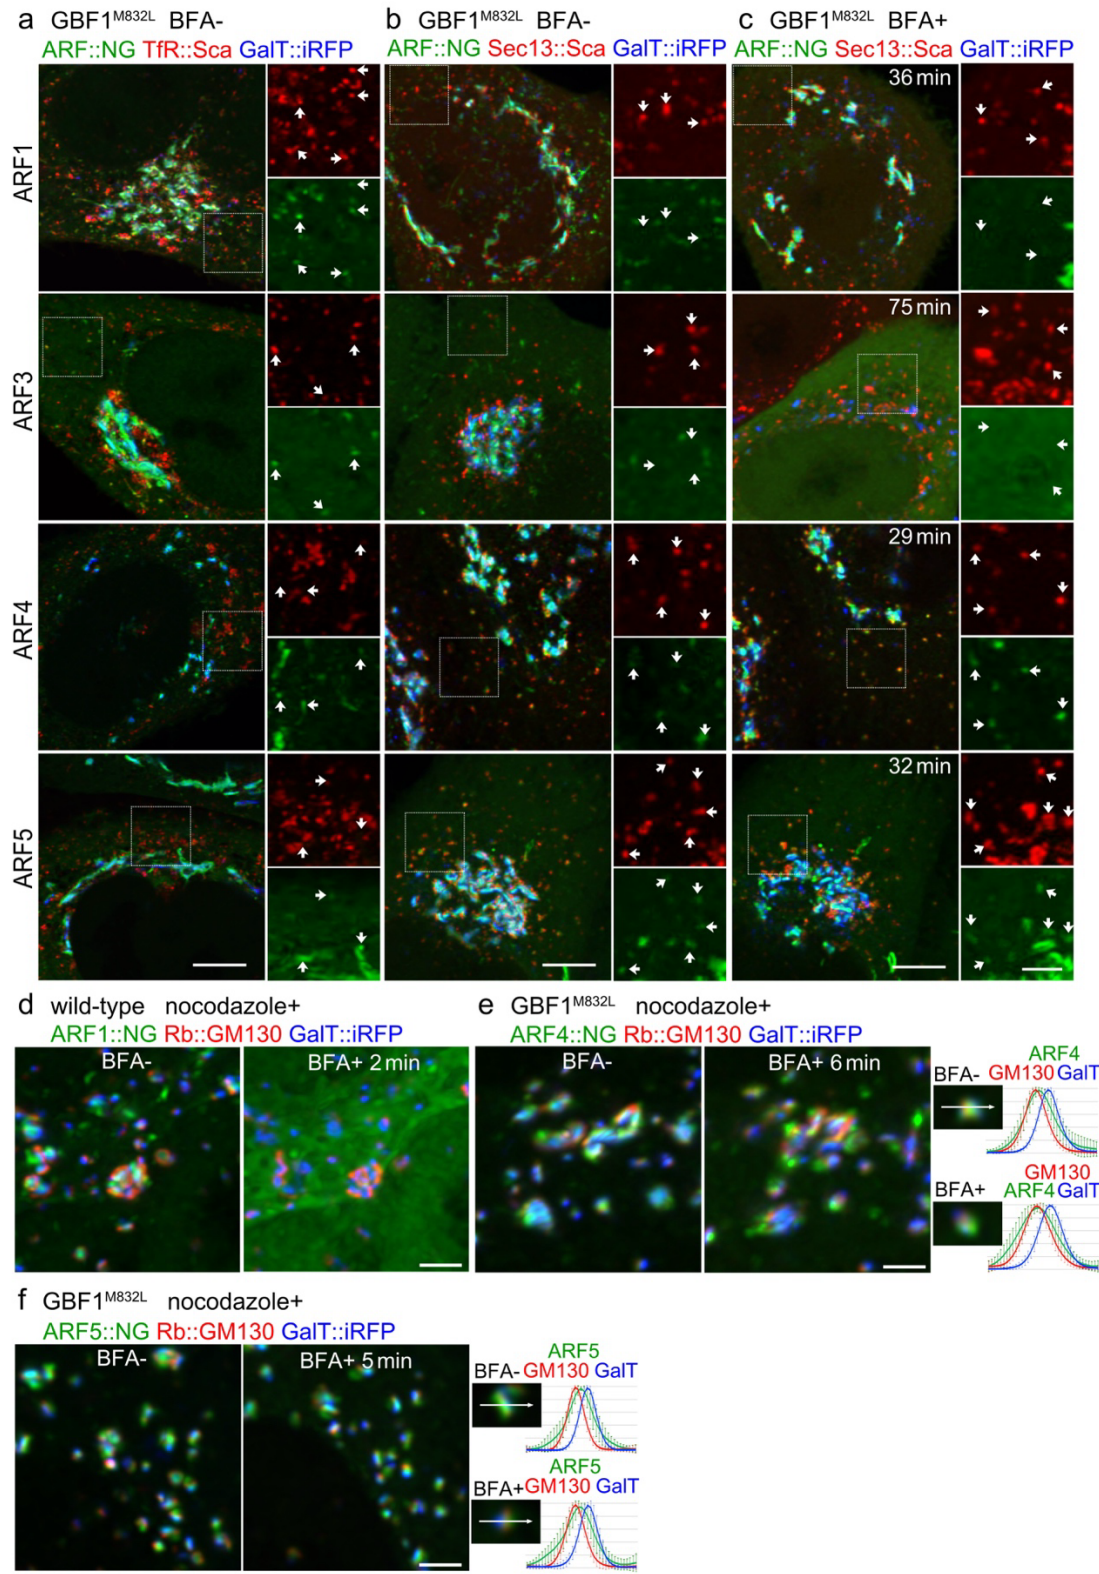 a GBF1M832L BFA-
ARF::NG TfR::Sca GalT::iRFP
b GBF1M832L BFA-
ARF::NG Sec13::Sca GalT::iRFP
c GBF1M832L BFA+
ARF::NG Sec13::Sca GalT::iRFP
ARF1
36 min
ARF3
75 min
ARF4
29 min
ARF5
32 min
d wild-type nocodazole+
ARF1::NG Rb::GM130 GalT::iRFP
BFA-
BFA+ 2 min
e GBF1M832L nocodazole+
ARF4::NG Rb::GM130 GalT::iRFP
BFA-
BFA+ 6 min
ARF4
BFA- GM130 GalT
GM130
BFA+ ARF4 GalT
f GBF1M832L nocodazole+
ARF5::NG Rb::GM130 GalT::iRFP
BFA-
BFA+ 5 min
ARF5
BFA- GM130 GalT
ARF5
BFA+ GM130 GalT